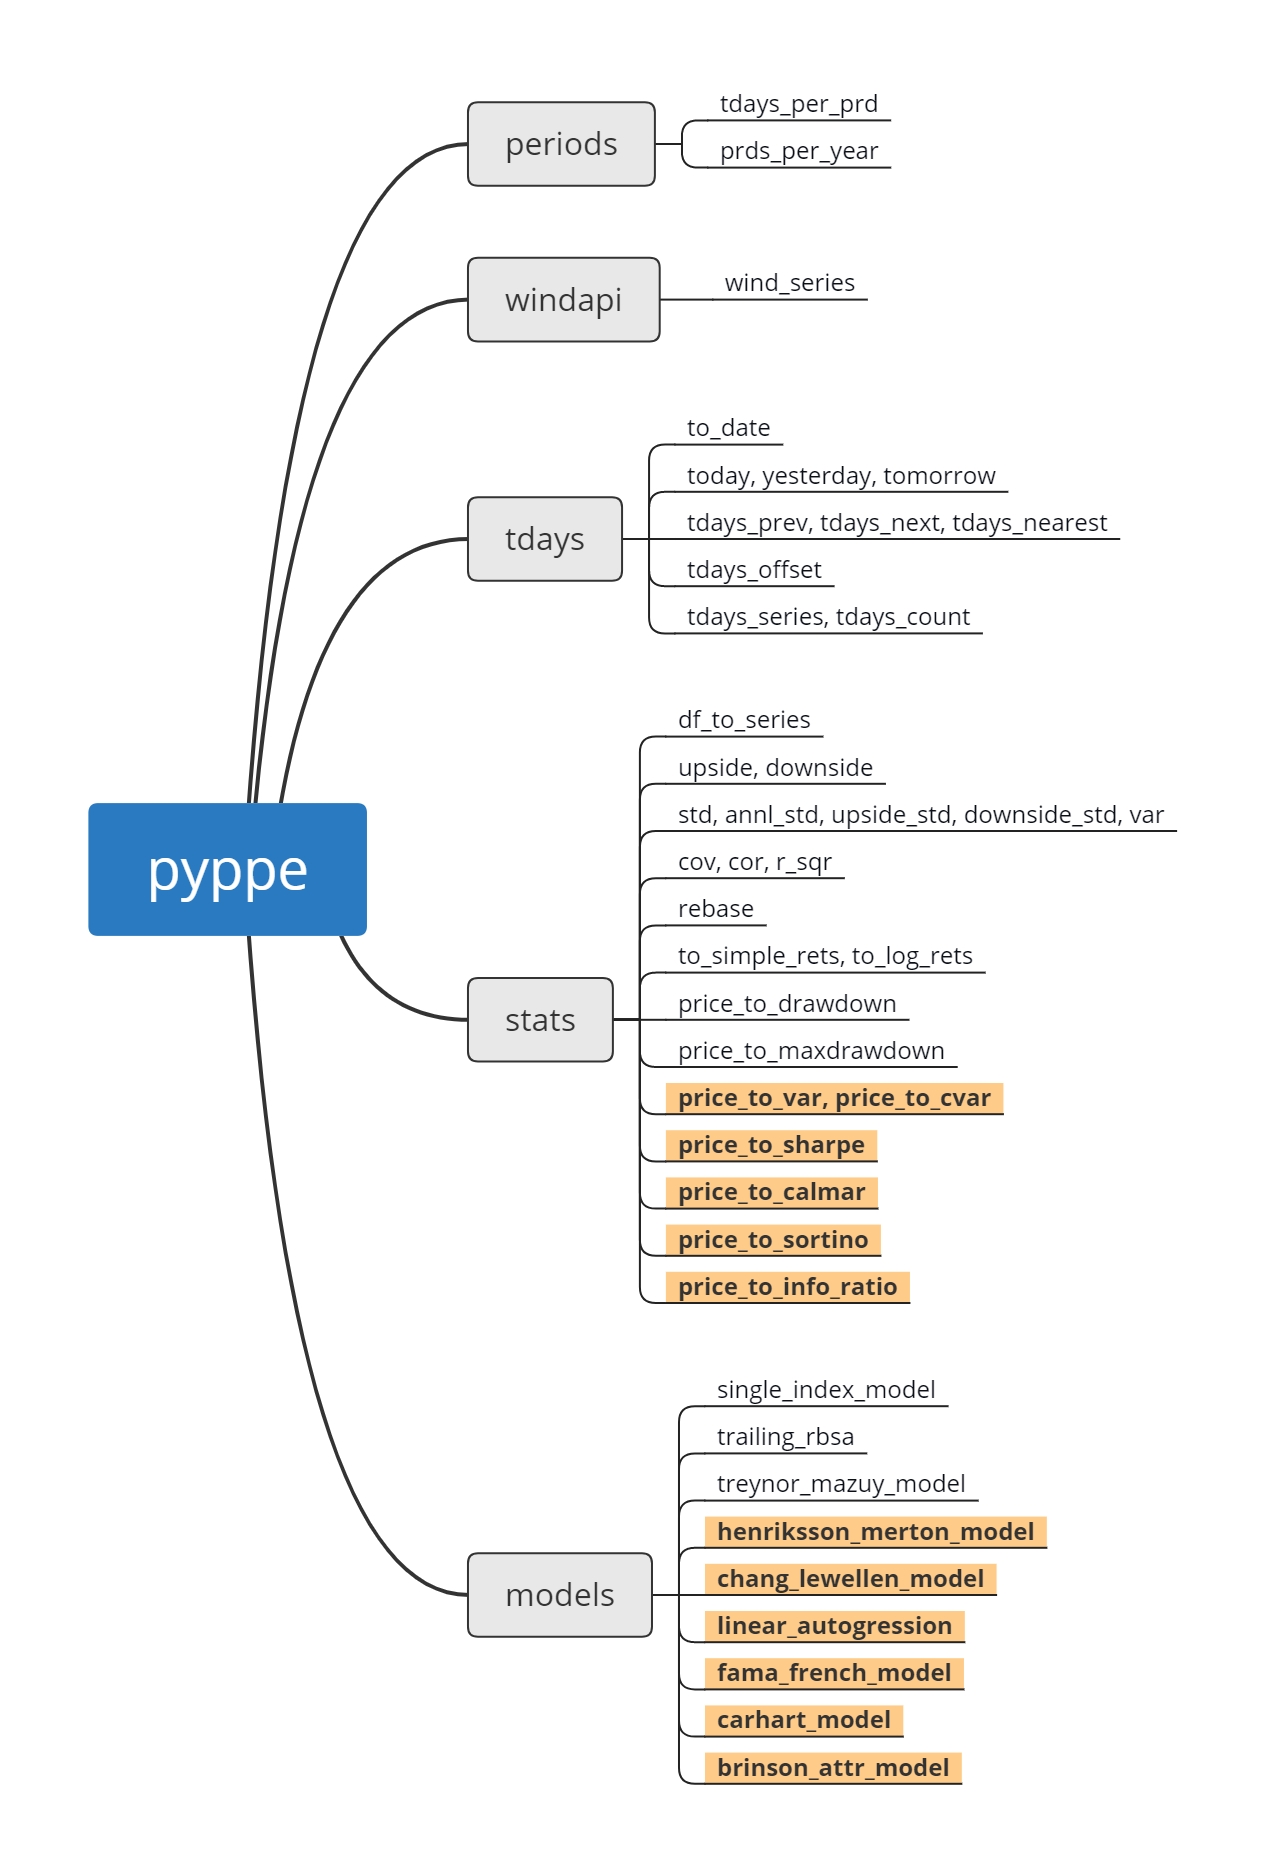 pyppe
periods
tdays_per_prd
prds_per_year
windapi
wind_series
tdays
to_date
today, yesterday, tomorrow
tdays_prev, tdays_next, tdays_nearest
tdays_offset
tdays_series, tdays_count
stats
df_to_series
upside, downside
std, annl_std, upside_std, downside_std, var
cov, cor, r_sqr
rebase
to_simple_rets, to_log_rets
price_to_drawdown
price_to_maxdrawdown
price_to_var, price_to_cvar
price_to_sharpe
price_to_calmar
price_to_sortino
price_to_info_ratio
models
single_index_model
trailing_rbsa
treynor_mazuy_model
henriksson_merton_model
chang_lewellen_model
linear_autogression
fama_french_model
carhart_model
brinson_attr_model